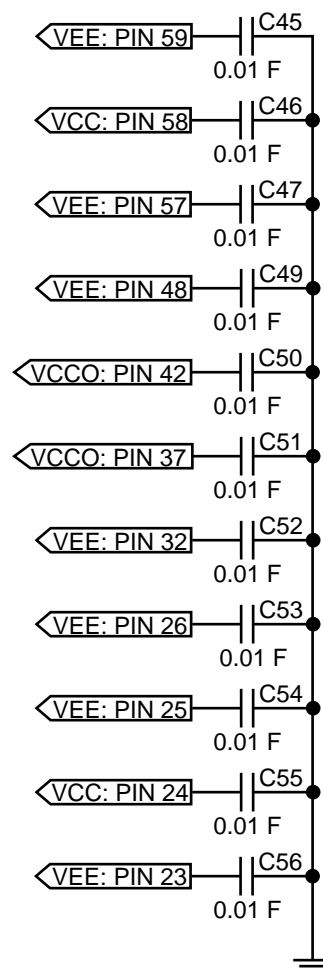 VEE: PIN 59
C45
0.01 F
VCC: PIN 58
C46
0.01 F
VEE: PIN 57
C47
0.01 F
VEE: PIN 48
C49
0.01 F
VCCO: PIN 42
C50
0.01 F
VCCO: PIN 37
C51
0.01 F
VEE: PIN 32
C52
0.01 F
VEE: PIN 26
C53
0.01 F
VEE: PIN 25
C54
0.01 F
VCC: PIN 24
C55
0.01 F
VEE: PIN 23
C56
0.01 F